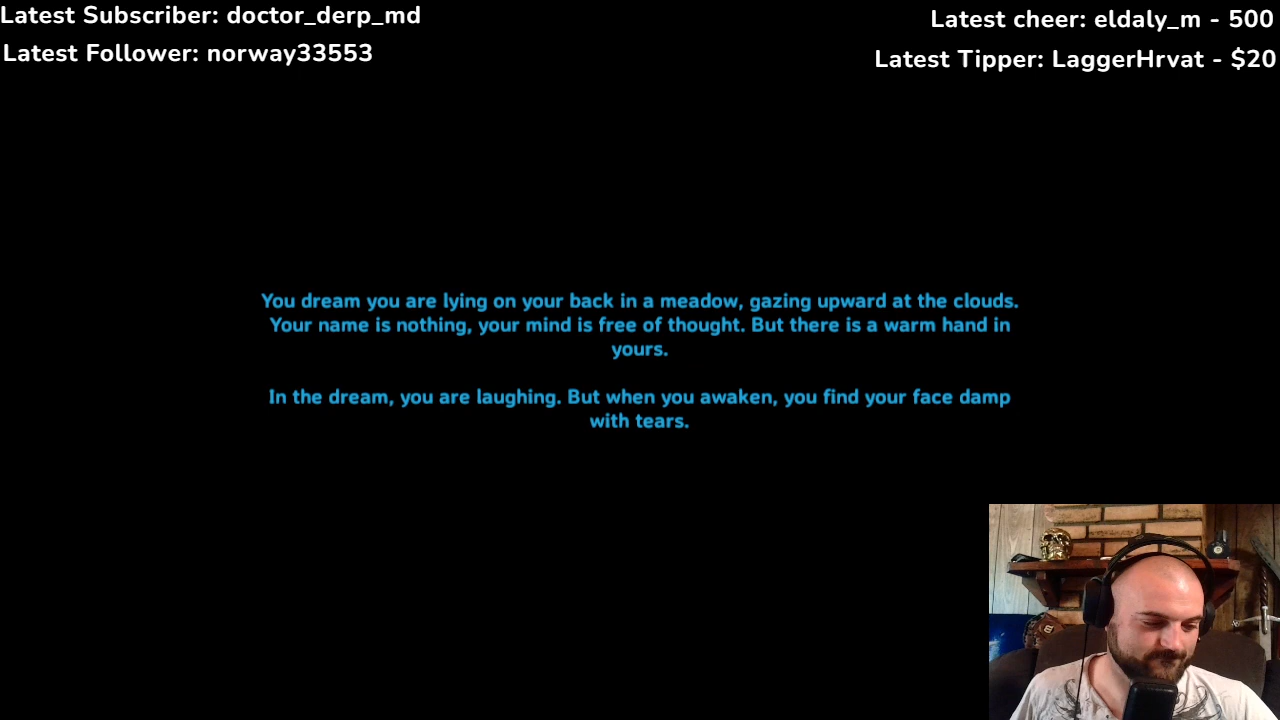 Latest Subscriber: doctor_derp_md
Latest Follower: norway33553
Latest cheer: eldaly_m - 500
Latest Tipper: LaggerHrvat - $20
You dream you are lying on your back in a meadow, gazing upward at the clouds.
Your name is nothing, your mind is free of thought. But there is a warm hand in
yours.
In the dream, you are laughing. But when you awaken, you find your face damp
with tears.